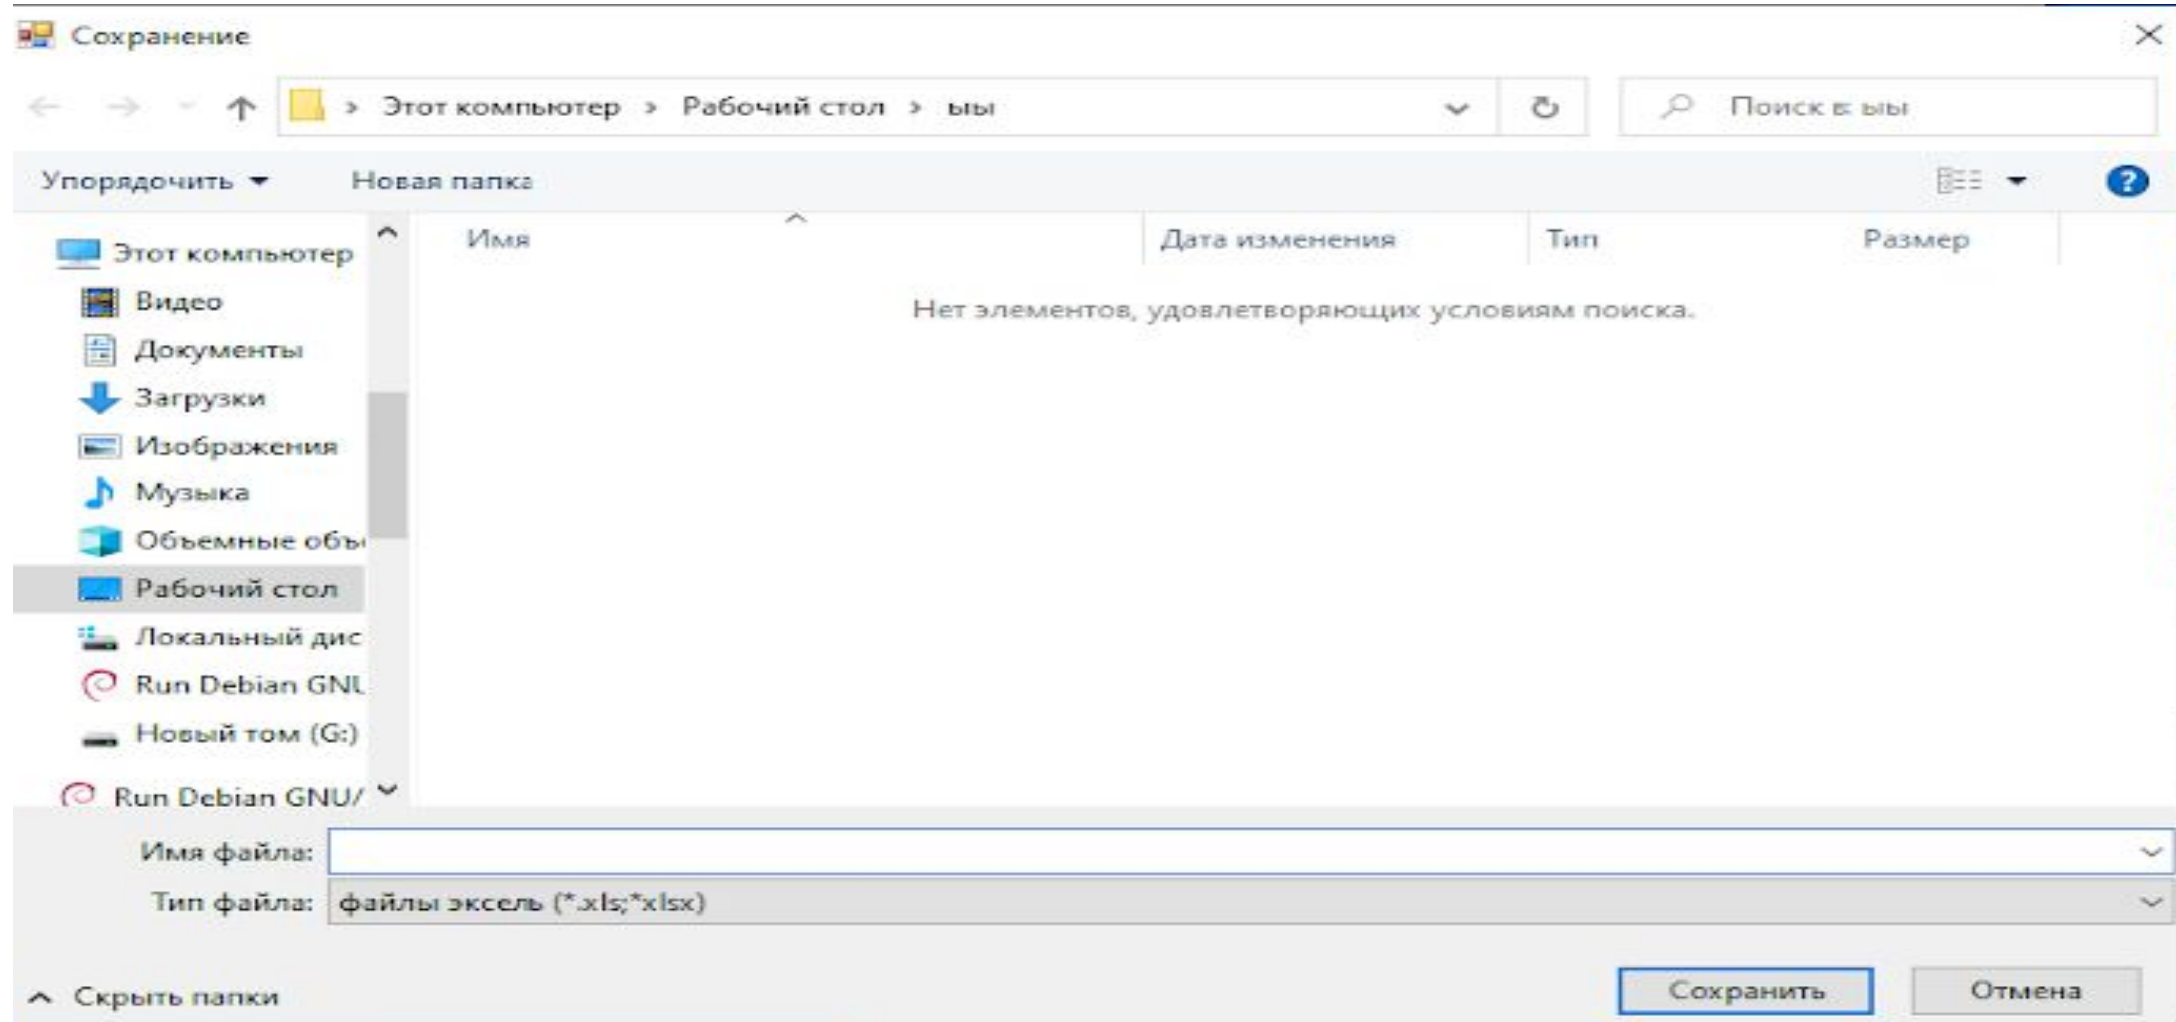 Сохранение
Этот компьютер > Рабочий стол > ыы
Поиск в: ыы
Упорядочить
Новая папка
Имя
Дата изменения
Тип
Размер
Нет элементов, удовлетворяющих условиям поиска.
Этот компьютер
Видео
Документы
Загрузки
Изображения
Музыка
Объемные объ
Рабочий стол
Локальный дис
Run Debian GNU
Новый том (G:)
Run Debian GNU/
Имя файла:
Тип файла: файлы эксель (*.xls;*xlsx)
Скрыть папки
Сохранить
Отмена